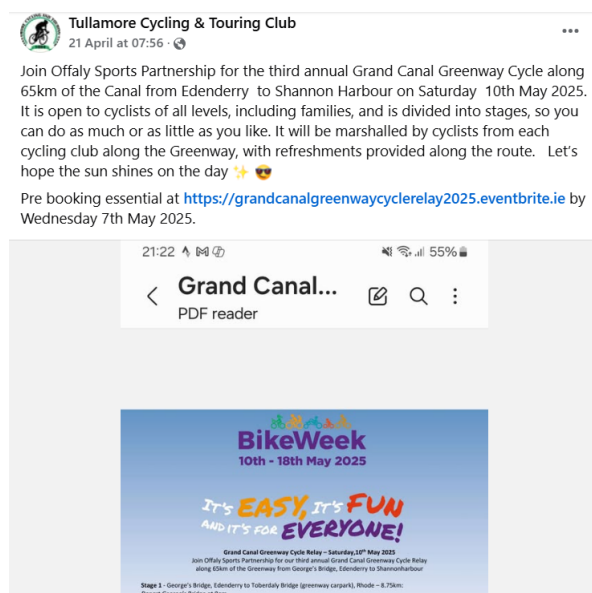 Tullamore Cycling & Touring Club
21 April at 07:56 ·
Join Offaly Sports Partnership for the third annual Grand Canal Greenway Cycle along
65km of the Canal from Edenderry to Shannon Harbour on Saturday 10th May 2025.
It is open to cyclists of all levels, including families, and is divided into stages, so you
can do as much or as little as you like. It will be marshalled by cyclists from each
cycling club along the Greenway, with refreshments provided along the route. Let's
hope the sun shines on the day ✨ 😎
Pre booking essential at https://grandcanalgreenwaycyclerelay2025.eventbrite.ie by
Wednesday 7th May 2025.
21:22 55%
Grand Canal...
PDF reader
BikeWeek
10th - 18th May 2025
IT'S EASY, IT'S FUN
AND IT'S FOR EVERYONE!
Grand Canal Greenway Cycle Relay – Saturday,10th May 2025
Join Offaly Sports Partnership for our third annual Grand Canal Greenway Cycle Relay
along 65km of the Greenway from George's Bridge, Edenderry to Shannonharbour
Stage 1 - George's Bridge, Edenderry to Toberdaly Bridge (greenway carpark), Rhode – 8.75km: